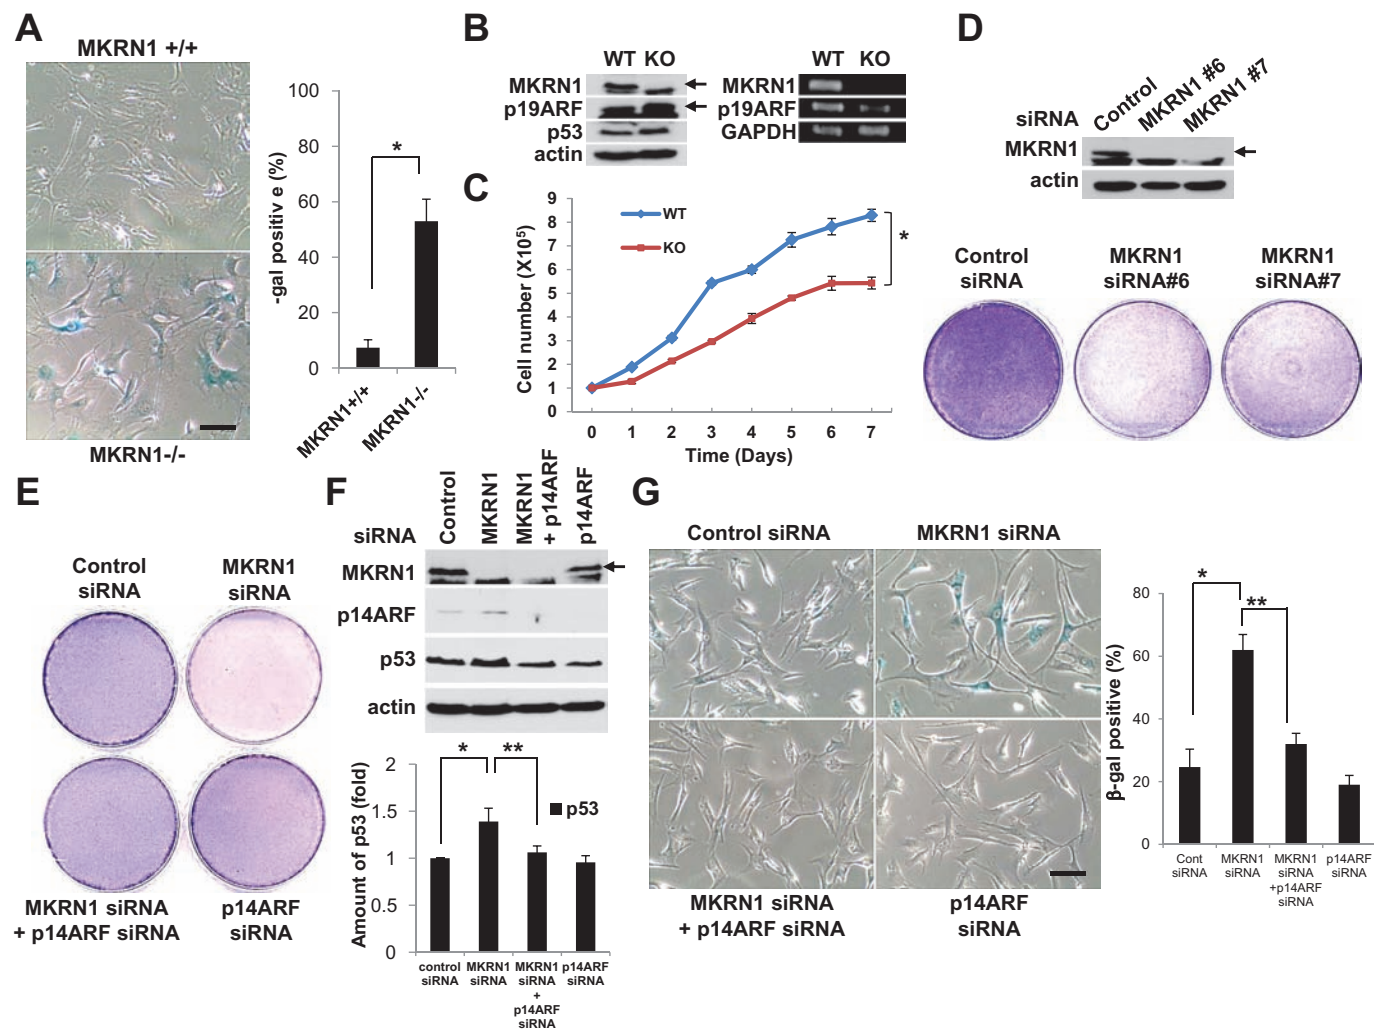 A
MKRN1 +/+
MKRN1-/-
-gal positiv e (%)
100
80
60
40
20
0
*
MKRN1+/+
MKRN1-/-
B
WT KO
MKRN1
p19ARF
p53
actin
WT KO
MKRN1
p19ARF
GAPDH
C
Cell number (X10⁵)
9
8
7
6
5
4
3
2
1
0
WT
KO
*
0 1 2 3 4 5 6 7
Time (Days)
D
siRNA
Control
MKRN1 #6
MKRN1 #7
MKRN1
actin
Control
siRNA
MKRN1
siRNA#6
MKRN1
siRNA#7
E
Control
siRNA
MKRN1
siRNA
MKRN1 siRNA
+ p14ARF siRNA
p14ARF
siRNA
F
siRNA
Control
MKRN1
MKRN1
+ p14ARF
p14ARF
MKRN1
p14ARF
p53
actin
Amount of p53 (fold)
2
1.5
1
0.5
0
* **
p53
control
siRNA
MKRN1
siRNA
MKRN1
siRNA
+
p14ARF
siRNA
p14ARF
siRNA
G
Control siRNA
MKRN1 siRNA
MKRN1 siRNA
+ p14ARF siRNA
p14ARF
siRNA
β-gal positive (%)
80
60
40
20
0
*
**
Cont
siRNA
MKRN1
siRNA
MKRN1
siRNA
+p14ARF
siRNA
p14ARF
siRNA